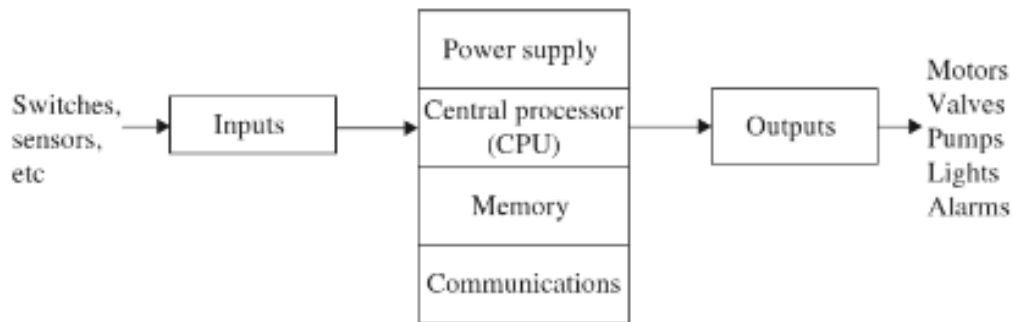 Switches,
sensors,
etc
Inputs
Power supply
Central processor
(CPU)
Memory
Communications
Outputs
Motors
Valves
Pumps
Lights
Alarms